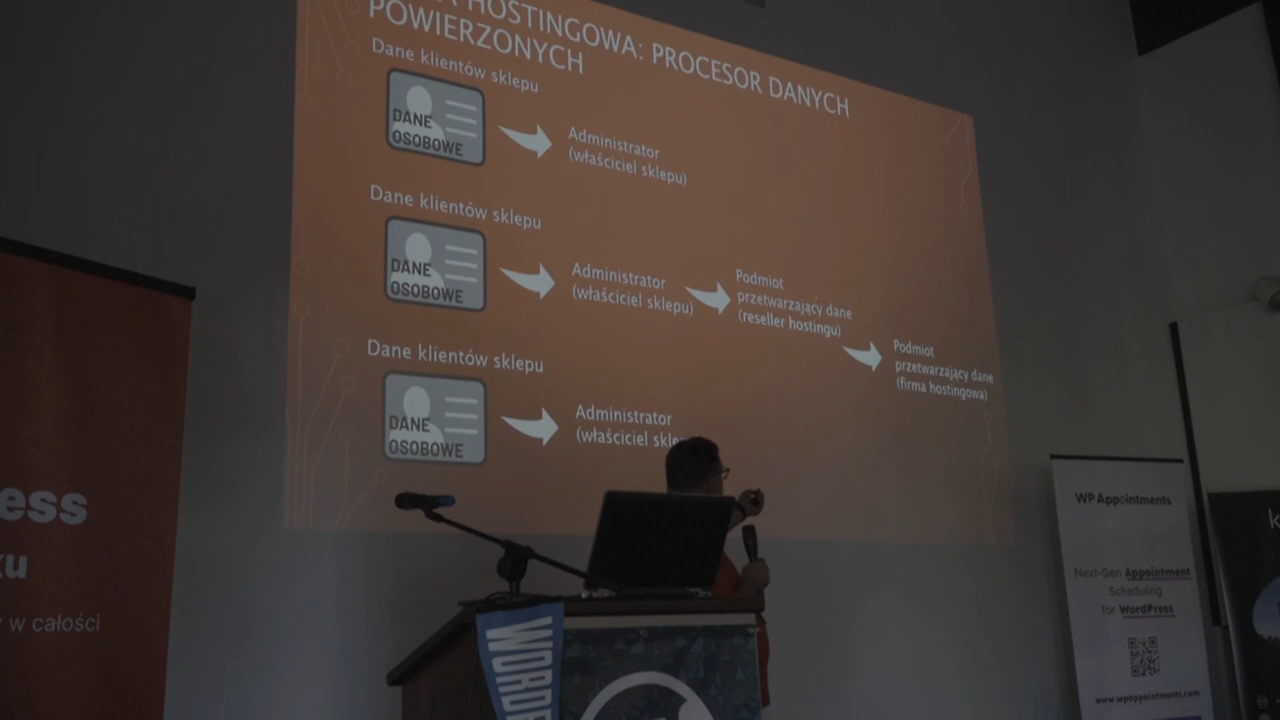 HOSTINGOWA: PROCESOR DANYCH
POWIERZONYCH
Dane klientów sklepu
DANE
OSOBOWE
Administrator
(właściciel sklepu)
Dane klientów sklepu
DANE
OSOBOWE
Administrator
(właściciel sklepu)
Podmiot
przetwarzający dane
(reseller hostingu)
Podmiot
przetwarzający dane
(firma hostingowa)
Dane klientów sklepu
DANE
OSOBOWE
Administrator
(właściciel
ess
w całości
WP Appointments
Next-Gen Appointment
Scheduling
for WordPress
www.wpappointments.com